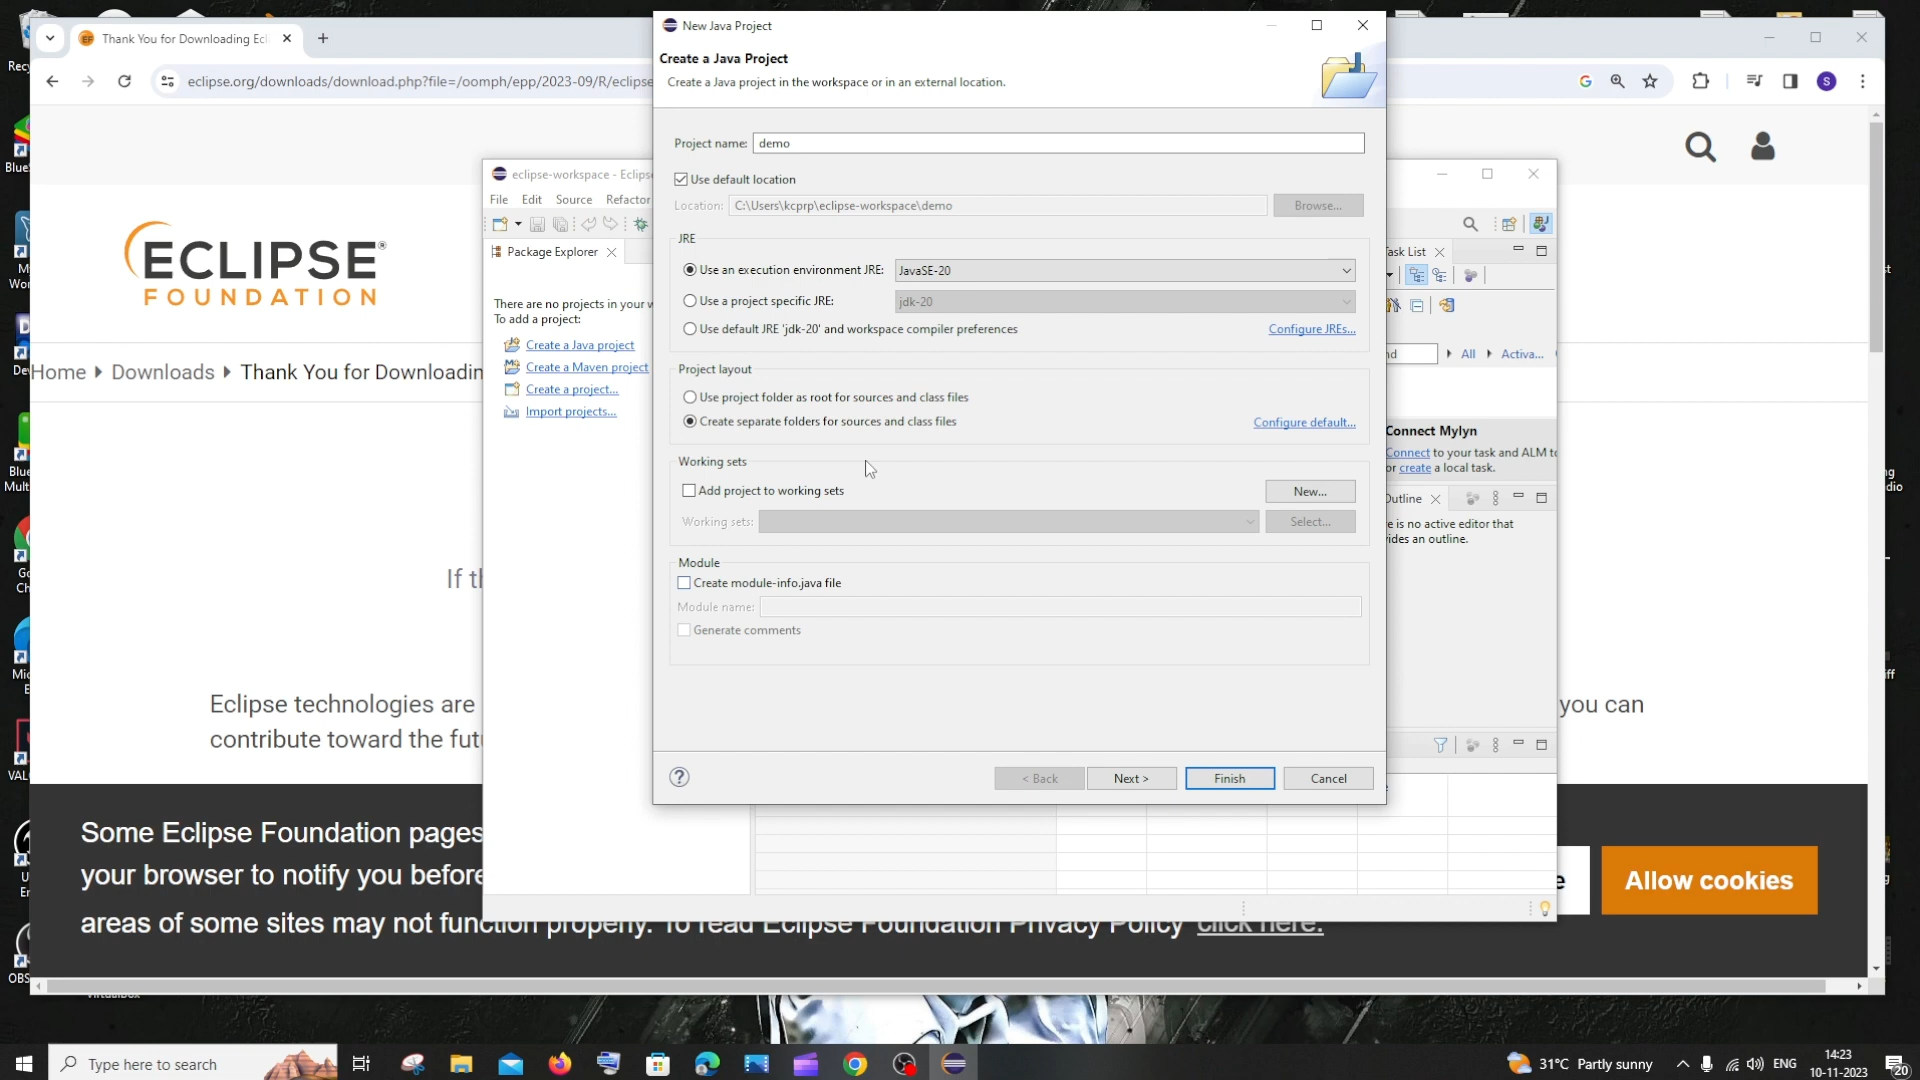 Thank You for Downloading Ecl
eclipse.org/downloads/download.php?file=/oomph/epp/2023-09/R/eclipse
New Java Project
Create a Java Project
Create a Java project in the workspace or in an external location.
Project name: demo
Use default location
Location: C:\Users\kcprp\eclipse-workspace\demo Browse...
JRE
Use an execution environment JRE: JavaSE-20
Use a project specific JRE: jdk-20
Use default JRE 'jdk-20' and workspace compiler preferences Configure JREs...
Project layout
Use project folder as root for sources and class files
Create separate folders for sources and class files Configure default...
Working sets
Add project to working sets New...
Working sets: Select...
Module
Create module-info.java file
Module name:
Generate comments
< Back Next > Finish Cancel
eclipse-workspace - Eclipse
File Edit Source Refactor
Package Explorer
There are no projects in your w
To add a project:
Create a Java project
Create a Maven project
Create a project...
Import projects...
Task List
All Activa...
Connect Mylyn
Connect to your task and ALM to
or create a local task.
Outline
e is no active editor that
ides an outline.
ECLIPSE®
FOUNDATION
Home Downloads Thank You for Downloadin
If th
Eclipse technologies are you can
contribute toward the futu
Some Eclipse Foundation pages
your browser to notify you before
areas of some sites may not function properly. To read Eclipse Foundation Privacy Policy click here.
Allow cookies
Type here to search
31°C Partly sunny
ENG
14:23
10-11-2023
20